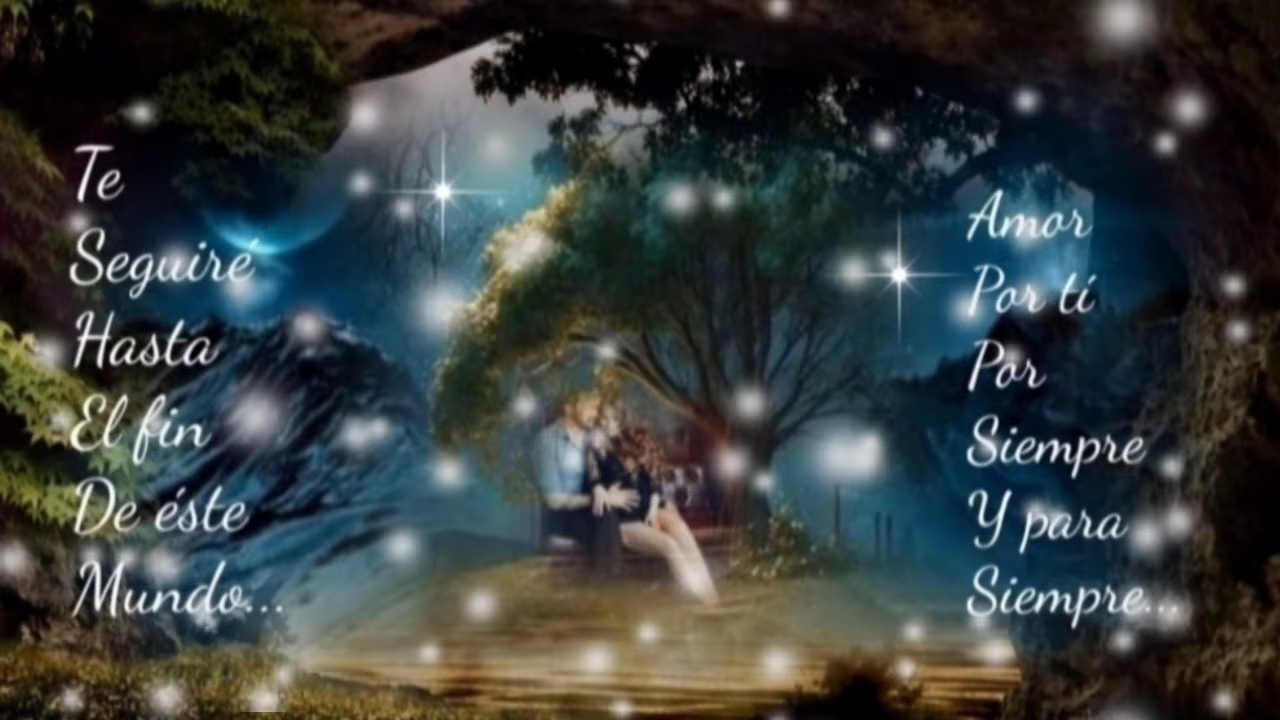 Te
Seguiré
Hasta
El fin
De éste
Mundo...
Amor
Por tí
Por
Siempre
Y para
Siempre...